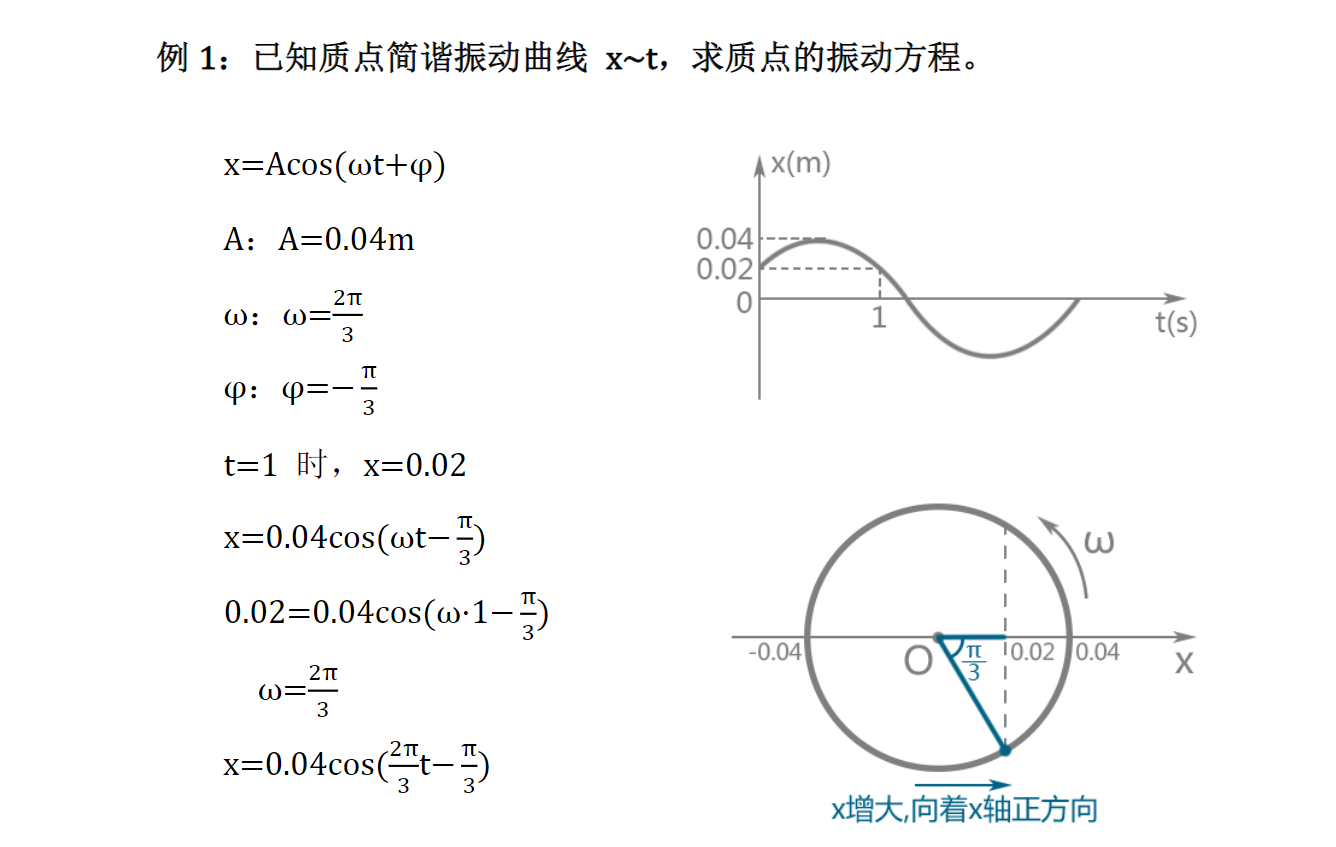 例 1：已知质点简谐振动曲线 x~t，求质点的振动方程。
x=Acos(ωt+φ)
A：A=0.04m
ω：ω=2π/3
φ：φ=−π/3
t=1 时，x=0.02
x=0.04cos(ωt−π/3)
0.02=0.04cos(ω·1−π/3)
ω=2π/3
x=0.04cos(2π/3t−π/3)
x(m)
0.04
0.02
0
1
t(s)
ω
-0.04
O
π/3
0.02
0.04
x
x增大,向着x轴正方向